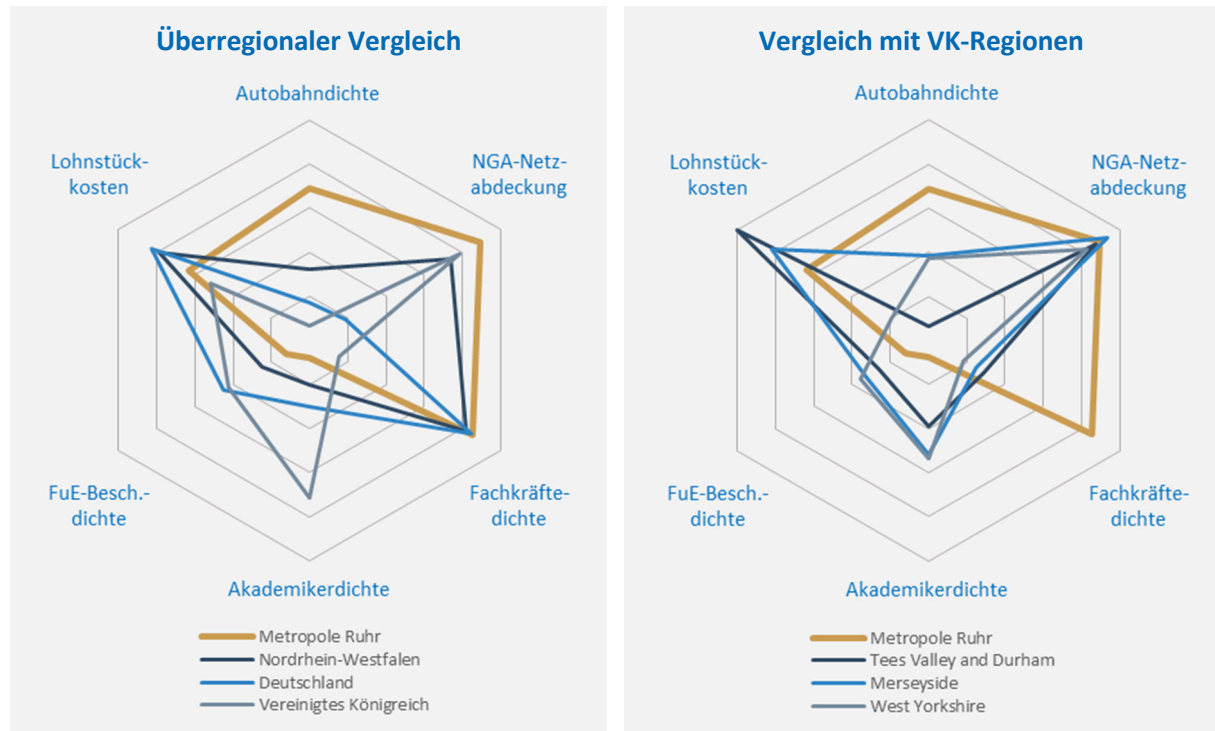 Überregionaler Vergleich
Autobahndichte
Lohnstück-
kosten
NGA-Netz-
abdeckung
FuE-Besch.-
dichte
Fachkräfte-
dichte
Akademikerdichte
Metropole Ruhr
Nordrhein-Westfalen
Deutschland
Vereinigtes Königreich
Vergleich mit VK-Regionen
Autobahndichte
Lohnstück-
kosten
NGA-Netz-
abdeckung
FuE-Besch.-
dichte
Fachkräfte-
dichte
Akademikerdichte
Metropole Ruhr
Tees Valley and Durham
Merseyside
West Yorkshire